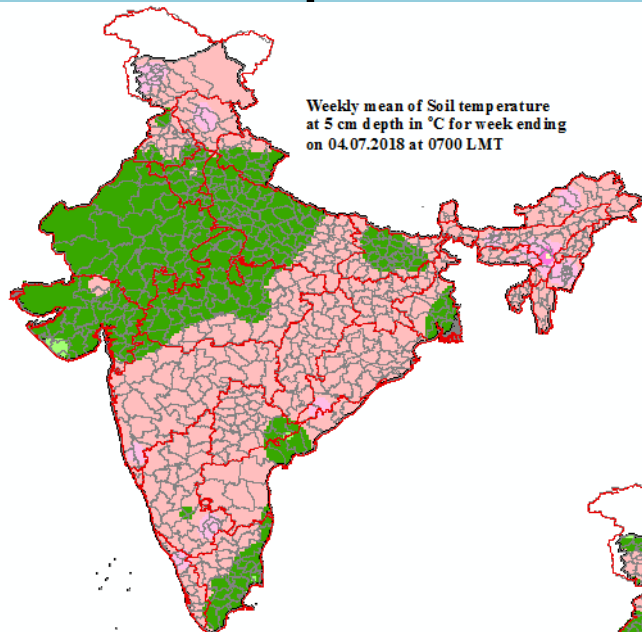 Weekly mean of Soil temperature
at 5 cm depth in °C for week ending
on 04.07.2018 at 0700 LMT